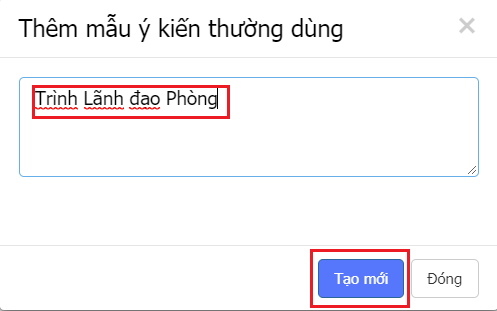 Thêm mẫu ý kiến thường dùng
Trình Lãnh đạo Phòng
Tạo mới
Đóng